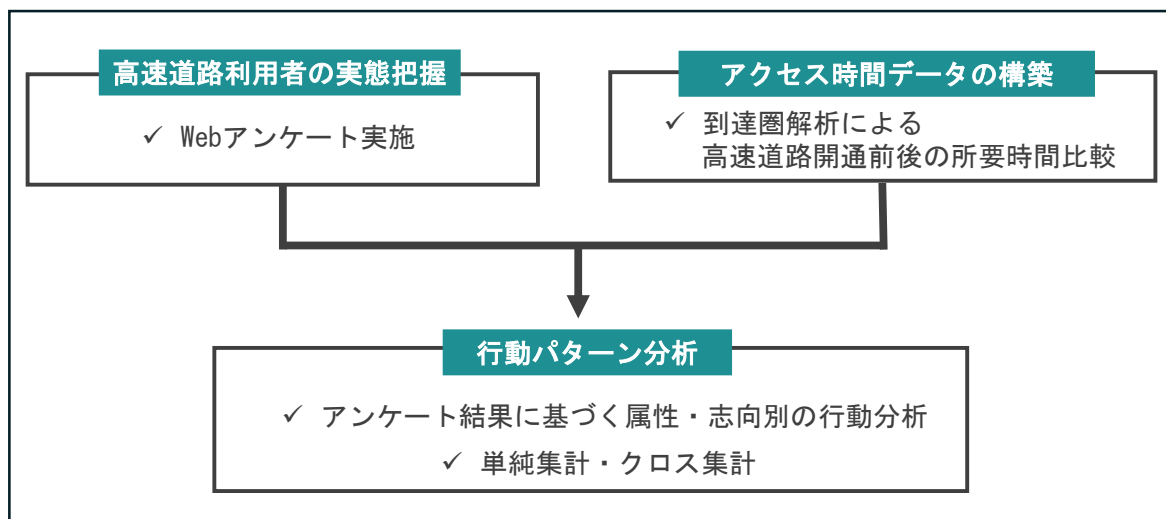 高速道路利用者の実態把握
✓ Webアンケート実施
アクセス時間データの構築
✓ 到達圏解析による
高速道路開通前後の所要時間比較
行動パターン分析
✓ アンケート結果に基づく属性・志向別の行動分析
✓ 単純集計・クロス集計